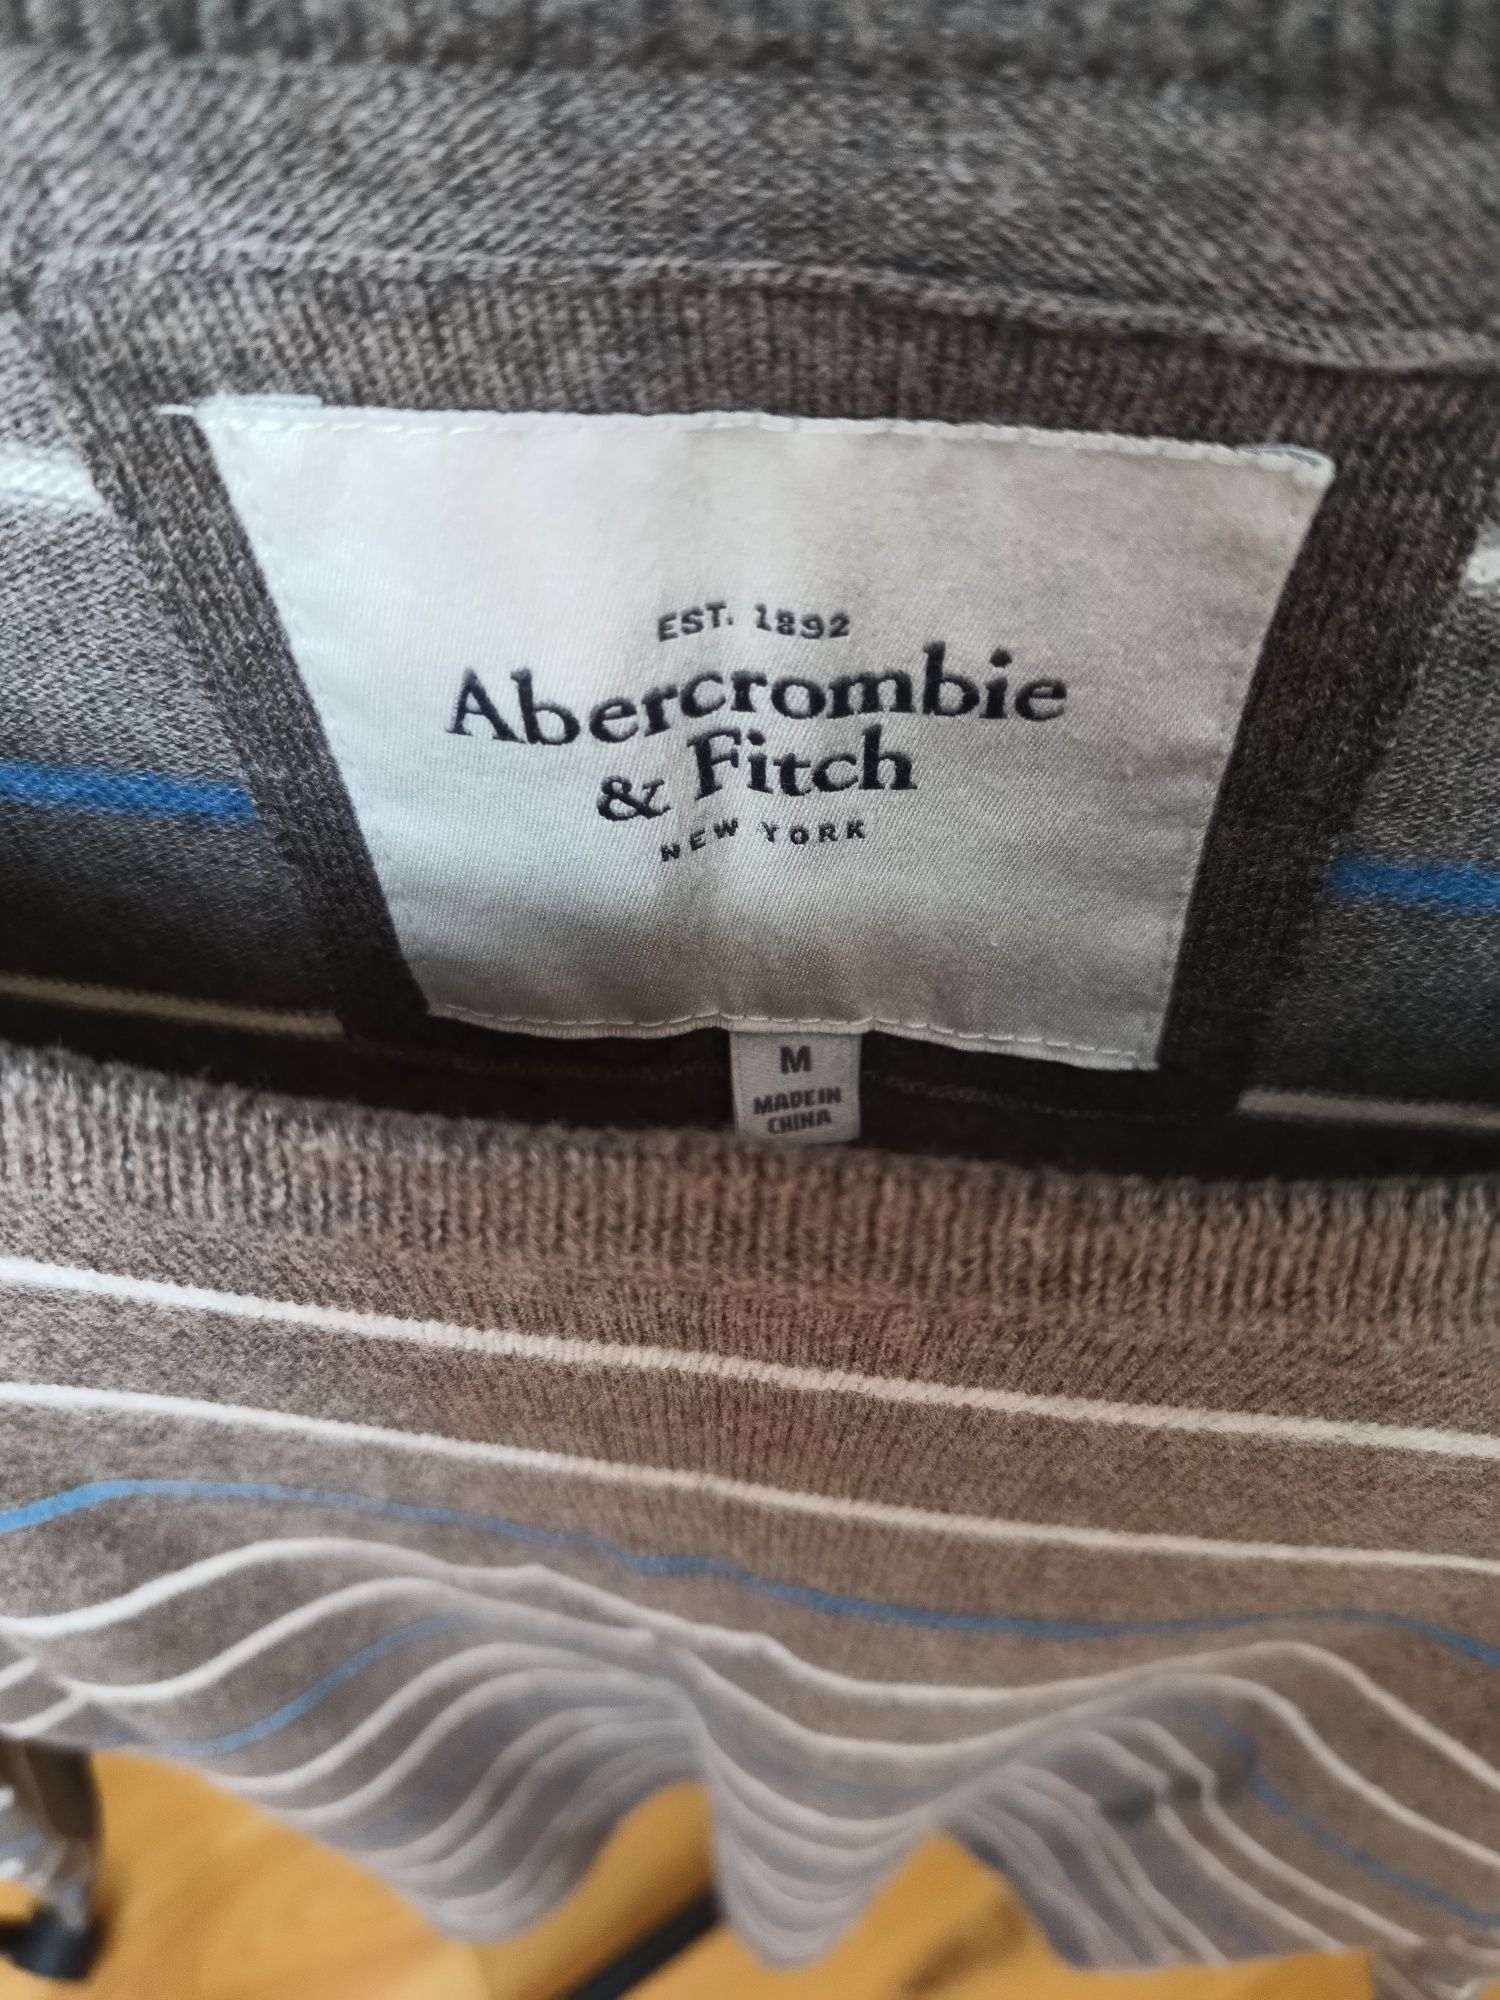 EST. 1892
Abercrombie
& Fitch
NEW YORK
M
MADE IN
CHINA